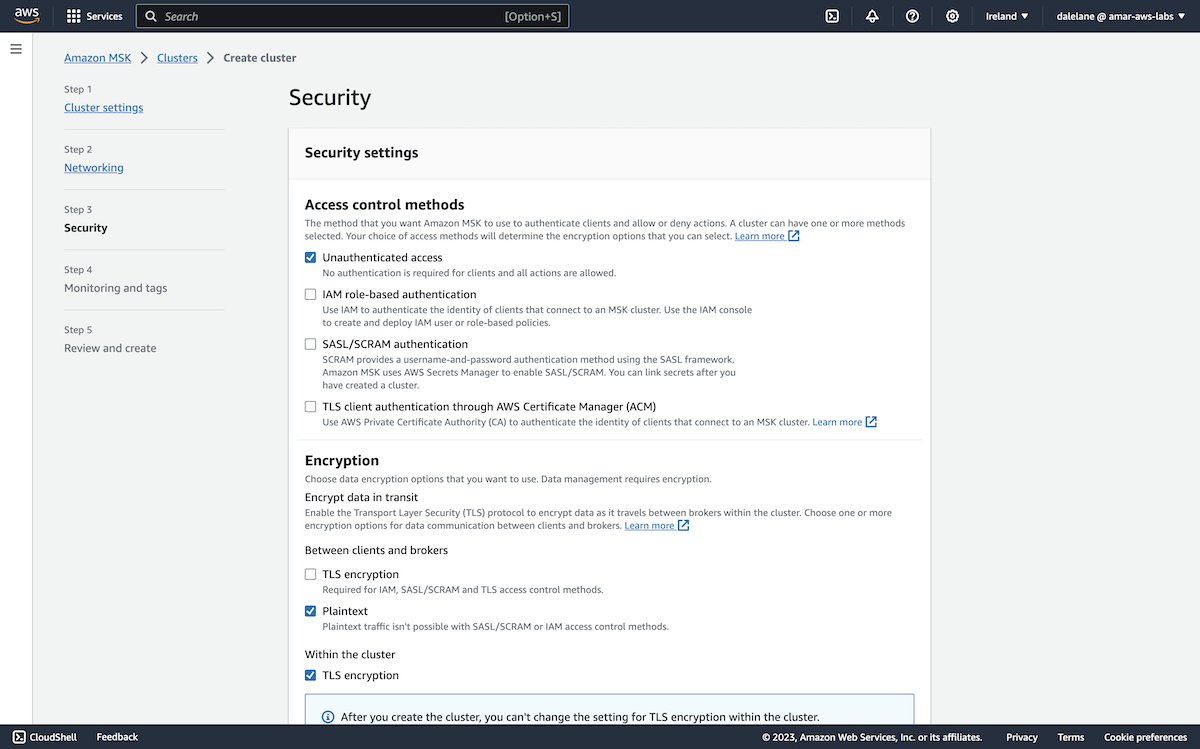 aws Services Search [Option+S] Ireland ▼ dalelane @ amar-aws-labs ▼
Amazon MSK > Clusters > Create cluster
Step 1
Cluster settings
Step 2
Networking
Step 3
Security
Step 4
Monitoring and tags
Step 5
Review and create
Security
Security settings
Access control methods
The method that you want Amazon MSK to use to authenticate clients and allow or deny actions. A cluster can have one or more methods
selected. Your choice of access methods will determine the encryption options that you can select. Learn more
Unauthenticated access
No authentication is required for clients and all actions are allowed.
IAM role-based authentication
Use IAM to authenticate the identity of clients that connect to an MSK cluster. Use the IAM console
to create and deploy IAM user or role-based policies.
SASL/SCRAM authentication
SCRAM provides a username-and-password authentication method using the SASL framework.
Amazon MSK uses AWS Secrets Manager to enable SASL/SCRAM. You can link secrets after you
have created a cluster.
TLS client authentication through AWS Certificate Manager (ACM)
Use AWS Private Certificate Authority (CA) to authenticate the identity of clients that connect to an MSK cluster. Learn more
Encryption
Choose data encryption options that you want to use. Data management requires encryption.
Encrypt data in transit
Enable the Transport Layer Security (TLS) protocol to encrypt data as it travels between brokers within the cluster. Choose one or more
encryption options for data communication between clients and brokers. Learn more
Between clients and brokers
TLS encryption
Required for IAM, SASL/SCRAM and TLS access control methods.
Plaintext
Plaintext traffic isn't possible with SASL/SCRAM or IAM access control methods.
Within the cluster
TLS encryption
After you create the cluster, you can't change the setting for TLS encryption within the cluster.
CloudShell Feedback © 2023, Amazon Web Services, Inc. or its affiliates. Privacy Terms Cookie preferences